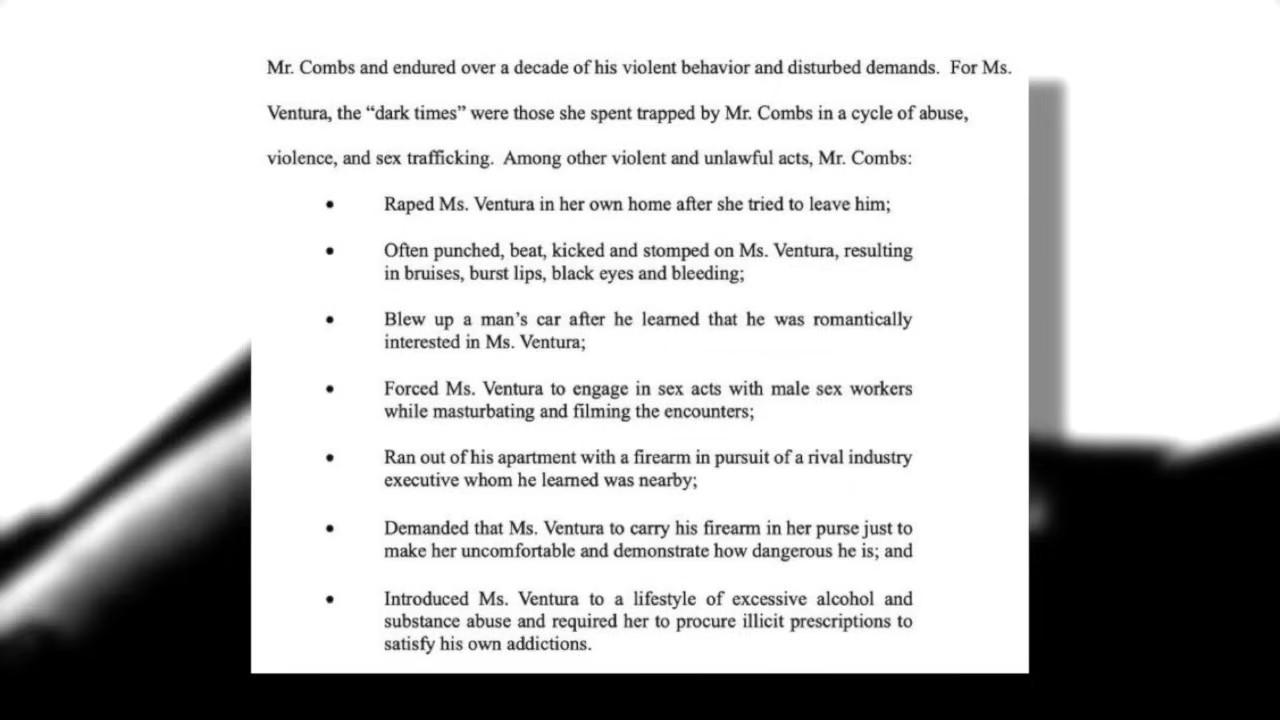 Mr. Combs and endured over a decade of his violent behavior and disturbed demands. For Ms.
Ventura, the “dark times” were those she spent trapped by Mr. Combs in a cycle of abuse,
violence, and sex trafficking. Among other violent and unlawful acts, Mr. Combs:
• Raped Ms. Ventura in her own home after she tried to leave him;
• Often punched, beat, kicked and stomped on Ms. Ventura, resulting
in bruises, burst lips, black eyes and bleeding;
• Blew up a man’s car after he learned that he was romantically
interested in Ms. Ventura;
• Forced Ms. Ventura to engage in sex acts with male sex workers
while masturbating and filming the encounters;
• Ran out of his apartment with a firearm in pursuit of a rival industry
executive whom he learned was nearby;
• Demanded that Ms. Ventura to carry his firearm in her purse just to
make her uncomfortable and demonstrate how dangerous he is; and
• Introduced Ms. Ventura to a lifestyle of excessive alcohol and
substance abuse and required her to procure illicit prescriptions to
satisfy his own addictions.